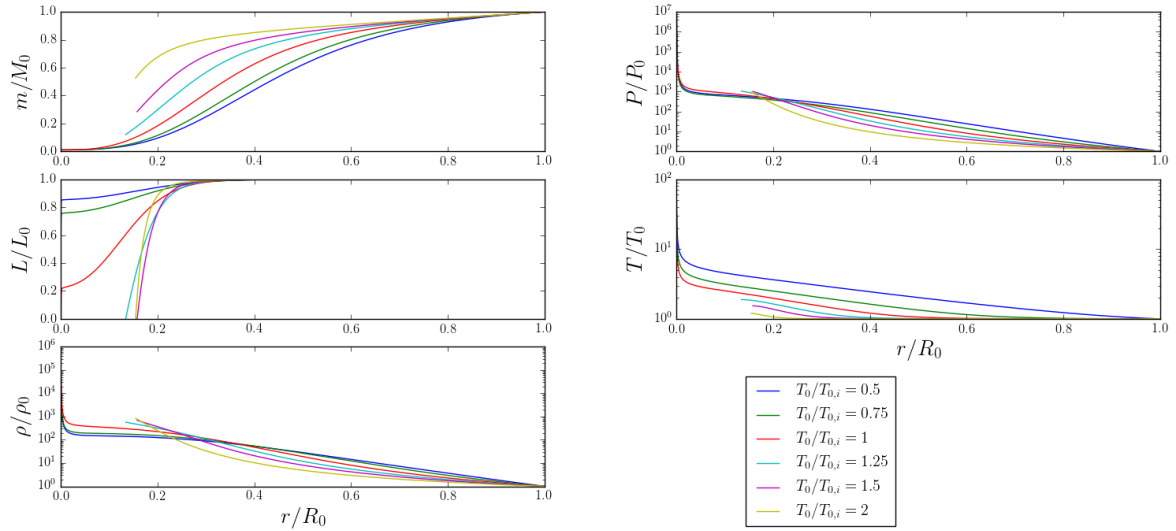 m/M_0
1.0
0.8
0.6
0.4
0.2
0.0
0.0 0.2 0.4 0.6 0.8 1.0
L/L_0
1.0
0.8
0.6
0.4
0.2
0.0
0.0 0.2 0.4 0.6 0.8 1.0
ρ/ρ_0
10^6
10^5
10^4
10^3
10^2
10^1
10^0
0.0 0.2 0.4 0.6 0.8 1.0
r/R_0
P/P_0
10^7
10^6
10^5
10^4
10^3
10^2
10^1
10^0
0.0 0.2 0.4 0.6 0.8 1.0
T/T_0
10^2
10^1
10^0
0.0 0.2 0.4 0.6 0.8 1.0
r/R_0
T_0/T_{0,i} = 0.5
T_0/T_{0,i} = 0.75
T_0/T_{0,i} = 1
T_0/T_{0,i} = 1.25
T_0/T_{0,i} = 1.5
T_0/T_{0,i} = 2